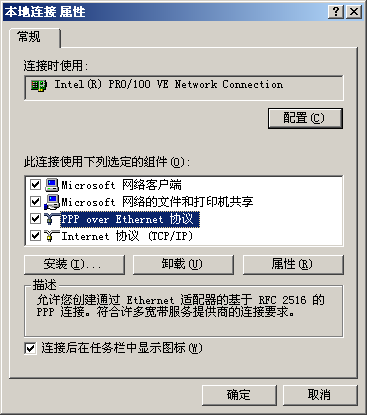 本地连接 属性
常规
连接时使用:
Intel(R) PRO/100 VE Network Connection
配置(C)
此连接使用下列选定的组件(O):
Microsoft 网络客户端
Microsoft 网络的文件和打印机共享
PPP over Ethernet 协议
Internet 协议 (TCP/IP)
安装(I)... 卸载(U) 属性(R)
描述
允许您创建通过 Ethernet 适配器的基于 RFC 2516 的
PPP 连接。符合许多宽带服务提供商的连接要求。
连接后在任务栏中显示图标(W)
确定 取消